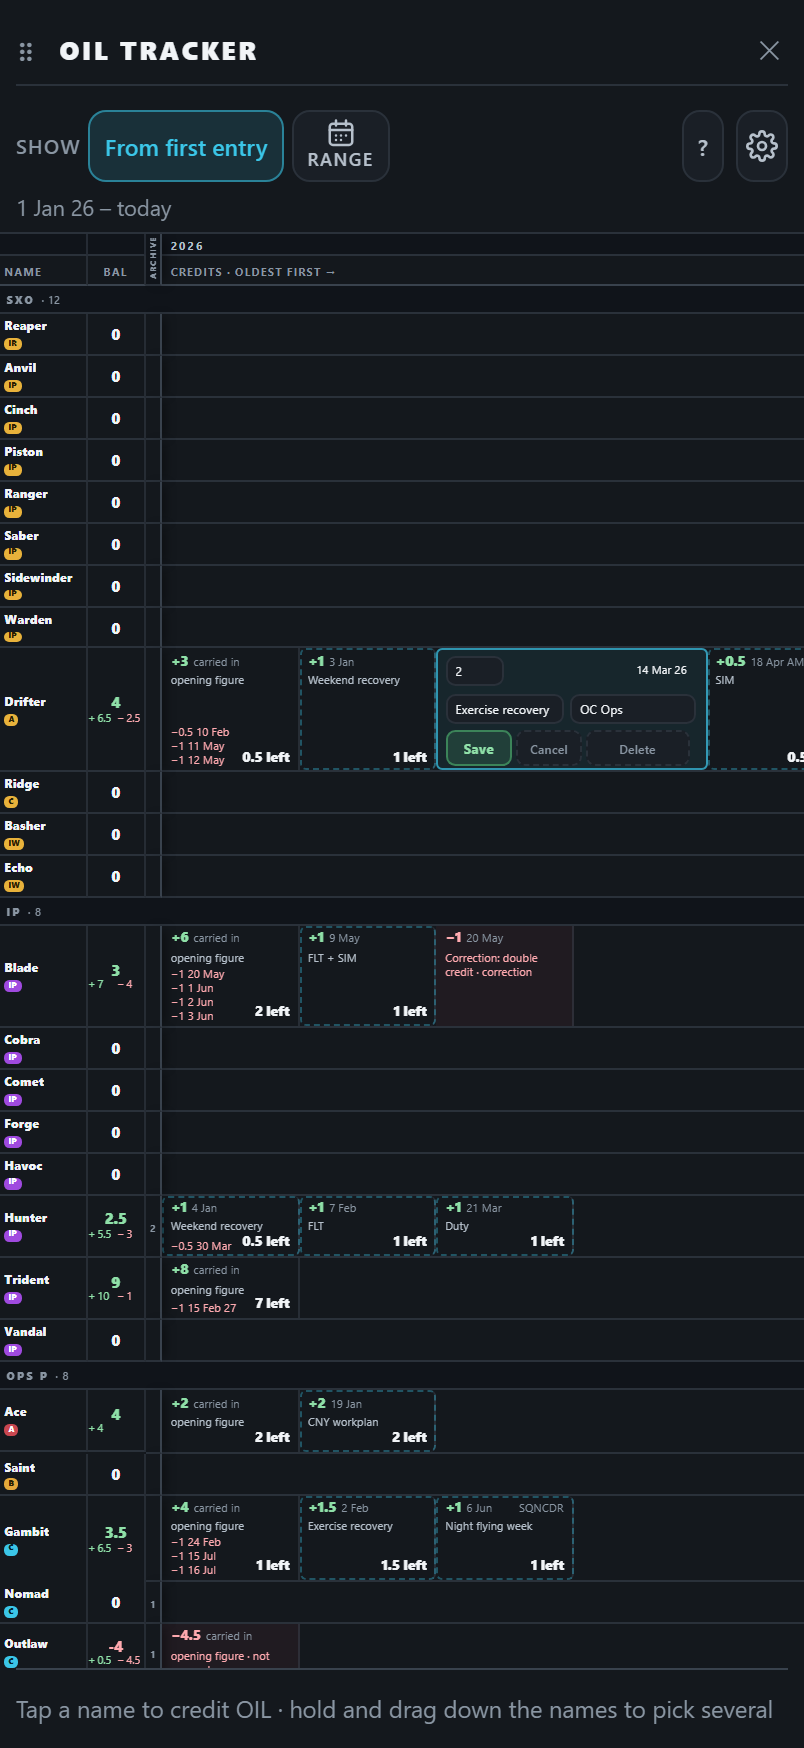 OIL TRACKER
SHOW From first entry RANGE ?
1 Jan 26 – today
ARCHIVE 2026
NAME BAL CREDITS · OLDEST FIRST →
SXO · 12
Reaper
IR
0
Anvil
IP
0
Cinch
IP
0
Piston
IP
0
Ranger
IP
0
Saber
IP
0
Sidewinder
IP
0
Warden
IP
0
Drifter
A
4
+6.5 −2.5
+3 carried in
opening figure
−0.5 10 Feb
−1 11 May
−1 12 May
0.5 left
+1 3 Jan
Weekend recovery
1 left
2 14 Mar 26
Exercise recovery OC Ops
Save Cancel Delete
+0.5 18 Apr AM
SIM
0.5
Ridge
C
0
Basher
IW
0
Echo
IW
0
IP · 8
Blade
IP
3
+7 −4
+6 carried in
opening figure
−1 20 May
−1 1 Jun
−1 2 Jun
−1 3 Jun
2 left
+1 9 May
FLT + SIM
1 left
−1 20 May
Correction: double
credit · correction
Cobra
IP
0
Comet
IP
0
Forge
IP
0
Havoc
IP
0
Hunter
IP
2.5
+5.5 −3
2
+1 4 Jan
Weekend recovery
−0.5 30 Mar
0.5 left
+1 7 Feb
FLT
1 left
+1 21 Mar
Duty
1 left
Trident
IP
9
+10 −1
+8 carried in
opening figure
−1 15 Feb 27
7 left
Vandal
IP
0
OPS P · 8
Ace
A
4
+4
+2 carried in
opening figure
2 left
+2 19 Jan
CNY workplan
2 left
Saint
B
0
Gambit
C
3.5
+6.5 −3
+4 carried in
opening figure
−1 24 Feb
−1 15 Jul
−1 16 Jul
1 left
+1.5 2 Feb
Exercise recovery
1.5 left
+1 6 Jun SQNCDR
Night flying week
1 left
Nomad
C
0
1
Outlaw
C
-4
+0.5 −4.5
1
−4.5 carried in
opening figure · not
Tap a name to credit OIL · hold and drag down the names to pick several